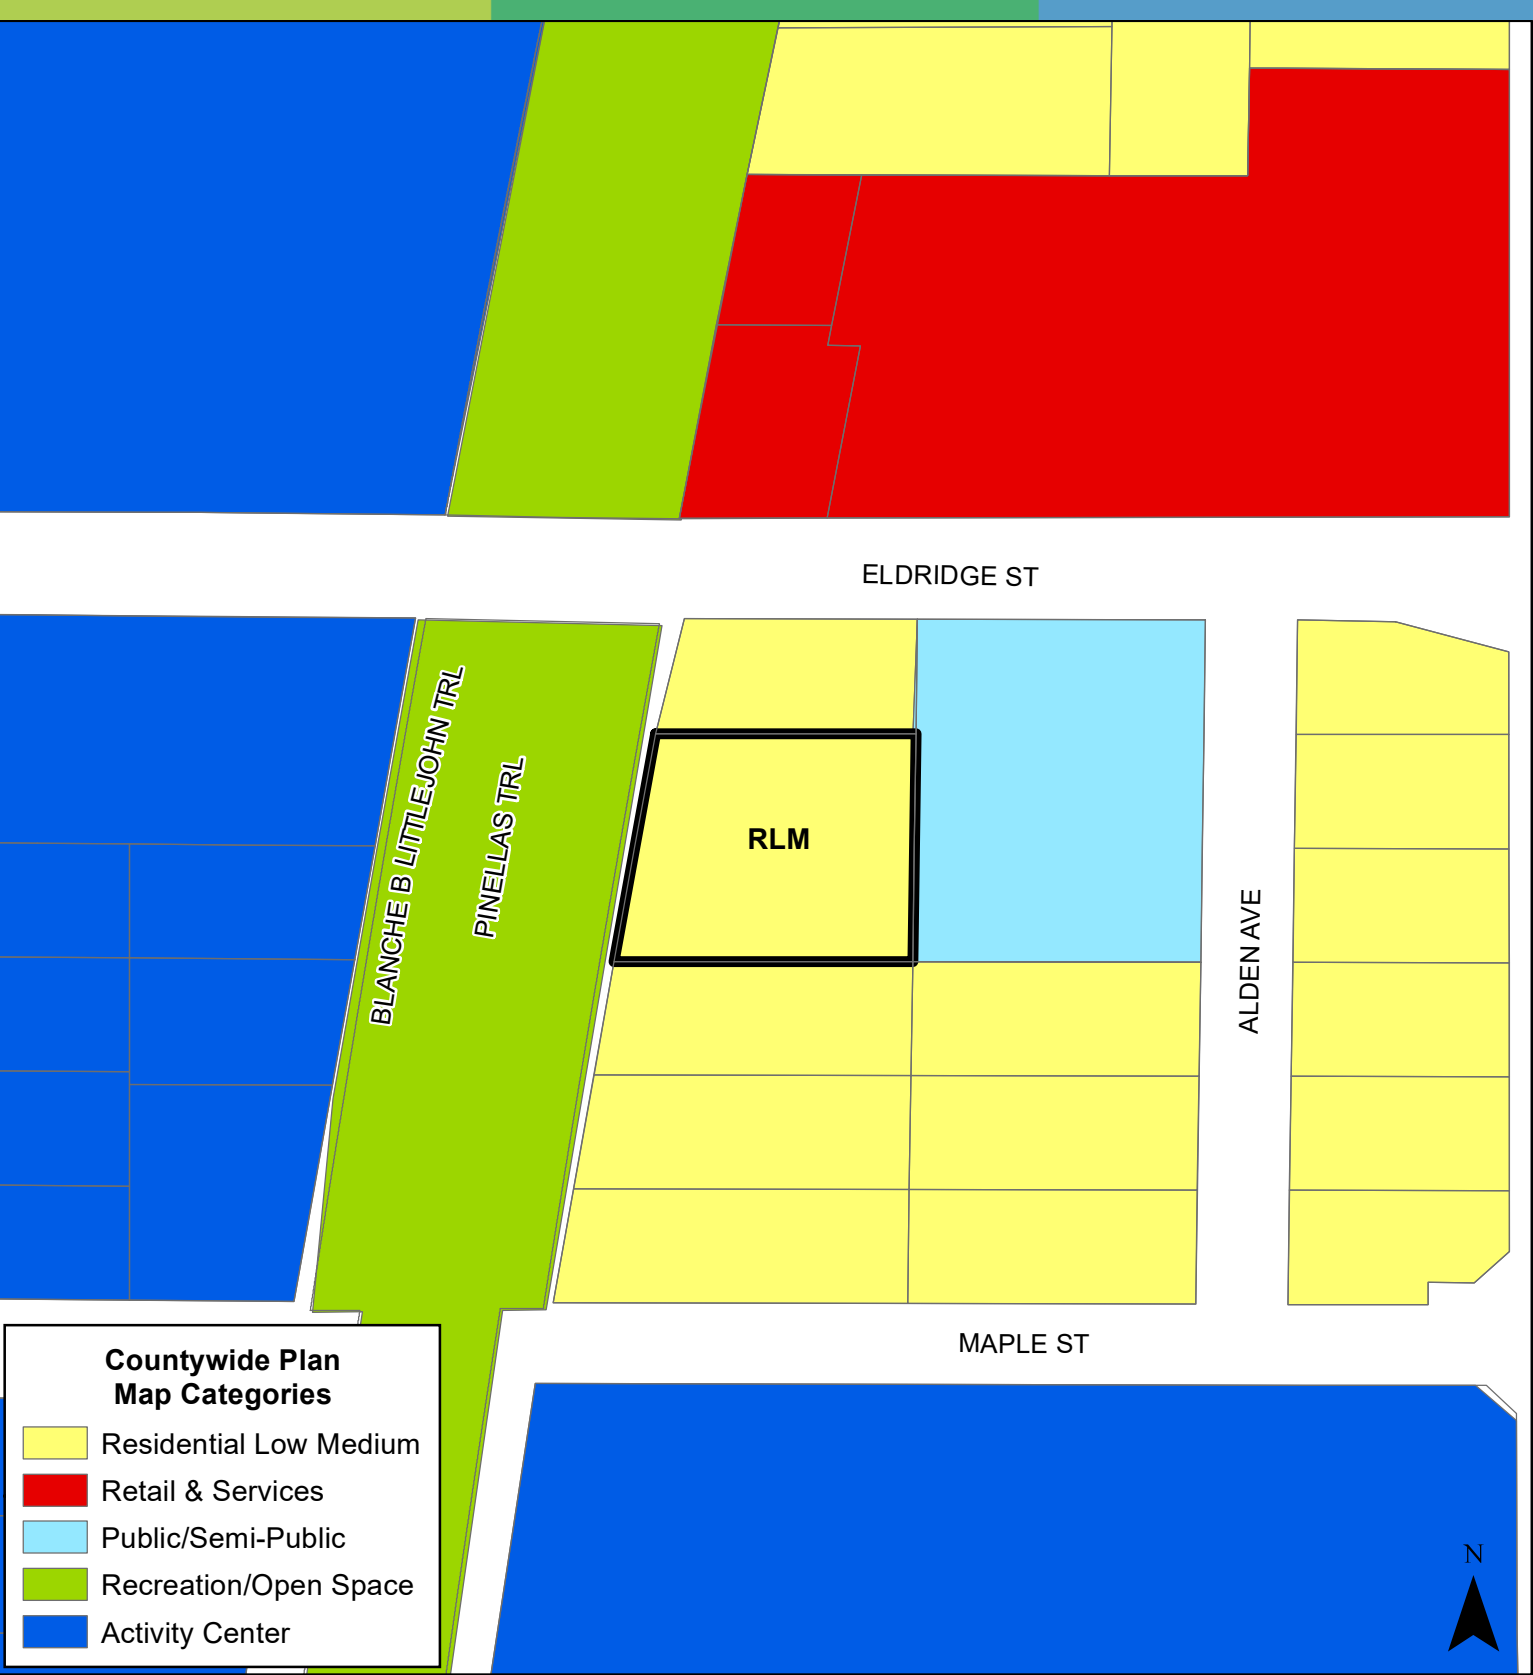 ELDRIDGE ST
BLANCHE B LITTLEJOHN TRL
PINELLAS TRL
RLM
ALDEN AVE
MAPLE ST
Countywide Plan
Map Categories
Residential Low Medium
Retail & Services
Public/Semi-Public
Recreation/Open Space
Activity Center
N